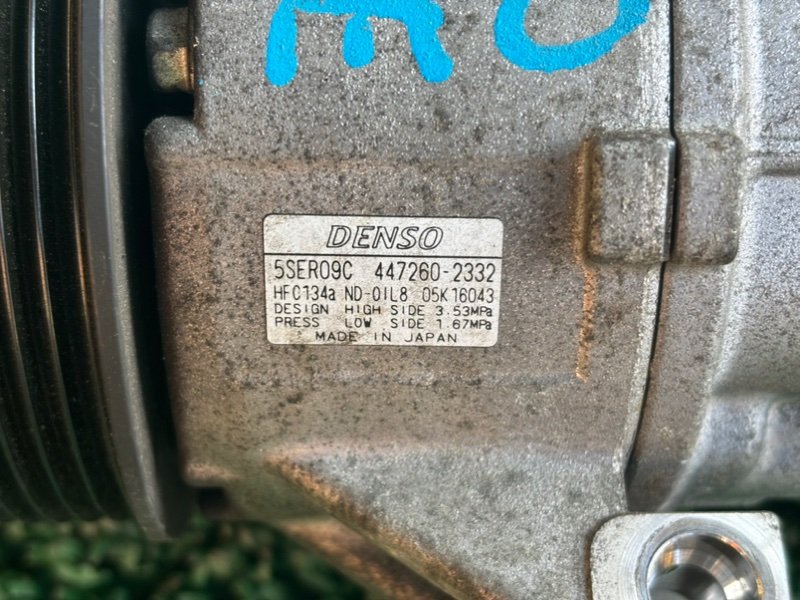 DENSO
5SER09C 447260-2332
HFC134a ND-OIL8 05K16043
DESIGN HIGH SIDE 3.53MPa
PRESS LOW SIDE 1.67MPa
MADE IN JAPAN